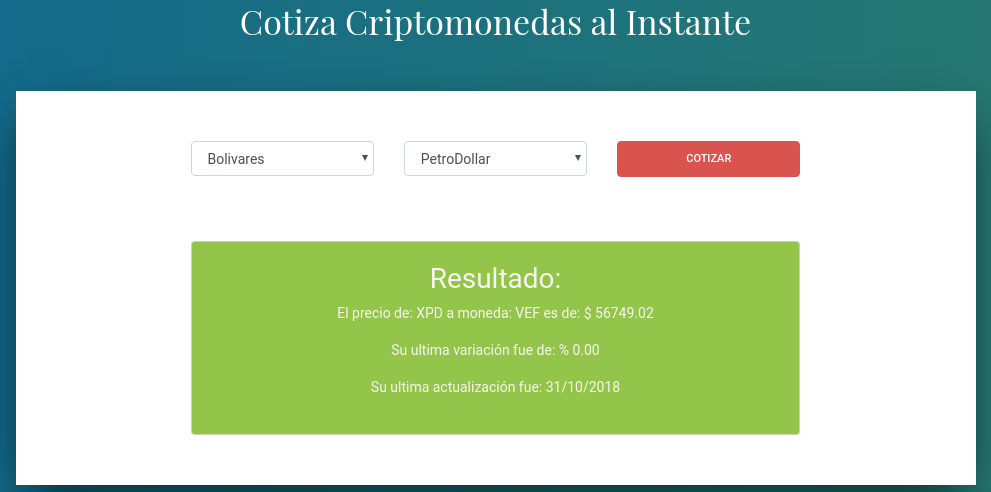 Cotiza Criptomonedas al Instante
Bolivares
PetroDollar
COTIZAR
Resultado:
El precio de: XPD a moneda: VEF es de: $ 56749.02
Su ultima variación fue de: % 0.00
Su ultima actualización fue: 31/10/2018